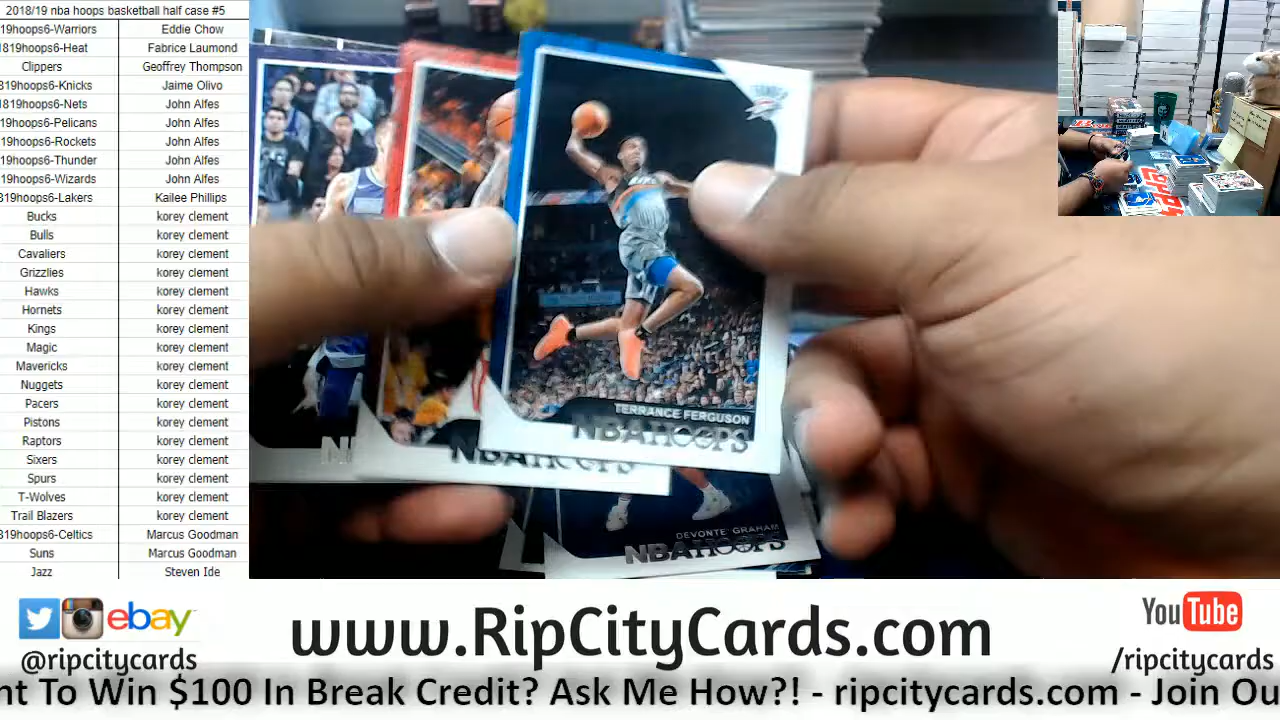 2018/19 nba hoops basketball half case #5
19hoops6-Warriors Eddie Chow
1819hoops6-Heat Fabrice Laumond
Clippers Geoffrey Thompson
19hoops6-Knicks Jaime Olivo
1819hoops6-Nets John Alfes
19hoops6-Pelicans John Alfes
19hoops6-Rockets John Alfes
19hoops6-Thunder John Alfes
19hoops6-Wizards John Alfes
19hoops6-Lakers Kailee Phillips
Bucks korey clement
Bulls korey clement
Cavaliers korey clement
Grizzlies korey clement
Hawks korey clement
Hornets korey clement
Kings korey clement
Magic korey clement
Mavericks korey clement
Nuggets korey clement
Pacers korey clement
Pistons korey clement
Raptors korey clement
Sixers korey clement
Spurs korey clement
T-Wolves korey clement
Trail Blazers korey clement
819hoops6-Celtics Marcus Goodman
Suns Marcus Goodman
Jazz Steven Ide
TERRANCE FERGUSON
NBA HOOPS
NBA HOOPS
DEVONTE' GRAHAM
NBA HOOPS
ebay
@ripcitycards
www.RipCityCards.com
YouTube
/ripcitycards
nt To Win $100 In Break Credit? Ask Me How?! - ripcitycards.com - Join Ou